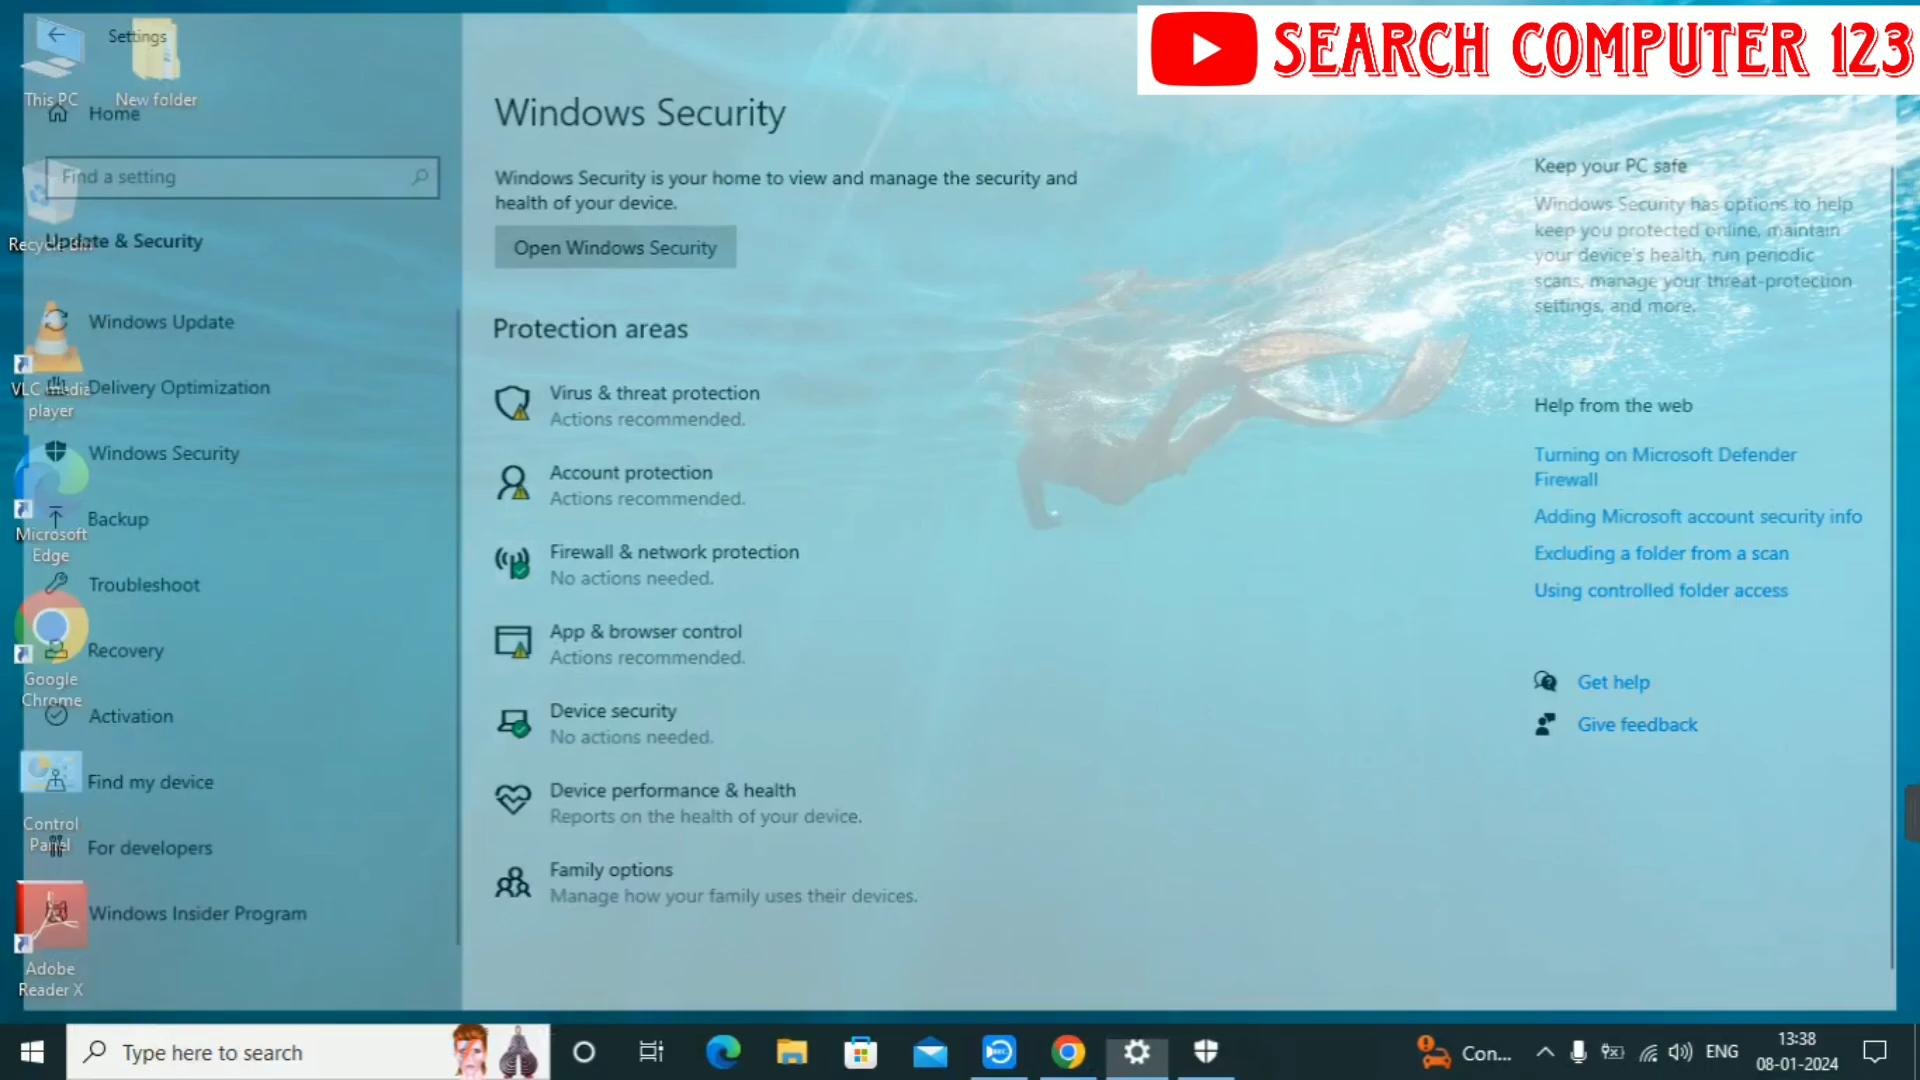 SEARCH COMPUTER 123
Settings
This PC
New folder
Home
Find a setting
Recycle Bin
Update & Security
Windows Update
Delivery Optimization
VLC media
player
Windows Security
Backup
Microsoft
Edge
Troubleshoot
Recovery
Google
Chrome
Activation
Find my device
Control
Panel
For developers
Windows Insider Program
Adobe
Reader X
Windows Security
Windows Security is your home to view and manage the security and
health of your device.
Open Windows Security
Protection areas
Virus & threat protection
Actions recommended.
Account protection
Actions recommended.
Firewall & network protection
No actions needed.
App & browser control
Actions recommended.
Device security
No actions needed.
Device performance & health
Reports on the health of your device.
Family options
Manage how your family uses their devices.
Keep your PC safe
Windows Security has options to help
keep you protected online, maintain
your device's health, run periodic
scans, manage your threat-protection
settings, and more.
Help from the web
Turning on Microsoft Defender
Firewall
Adding Microsoft account security info
Excluding a folder from a scan
Using controlled folder access
Get help
Give feedback
Type here to search
Con...
ENG
13:38
08-01-2024